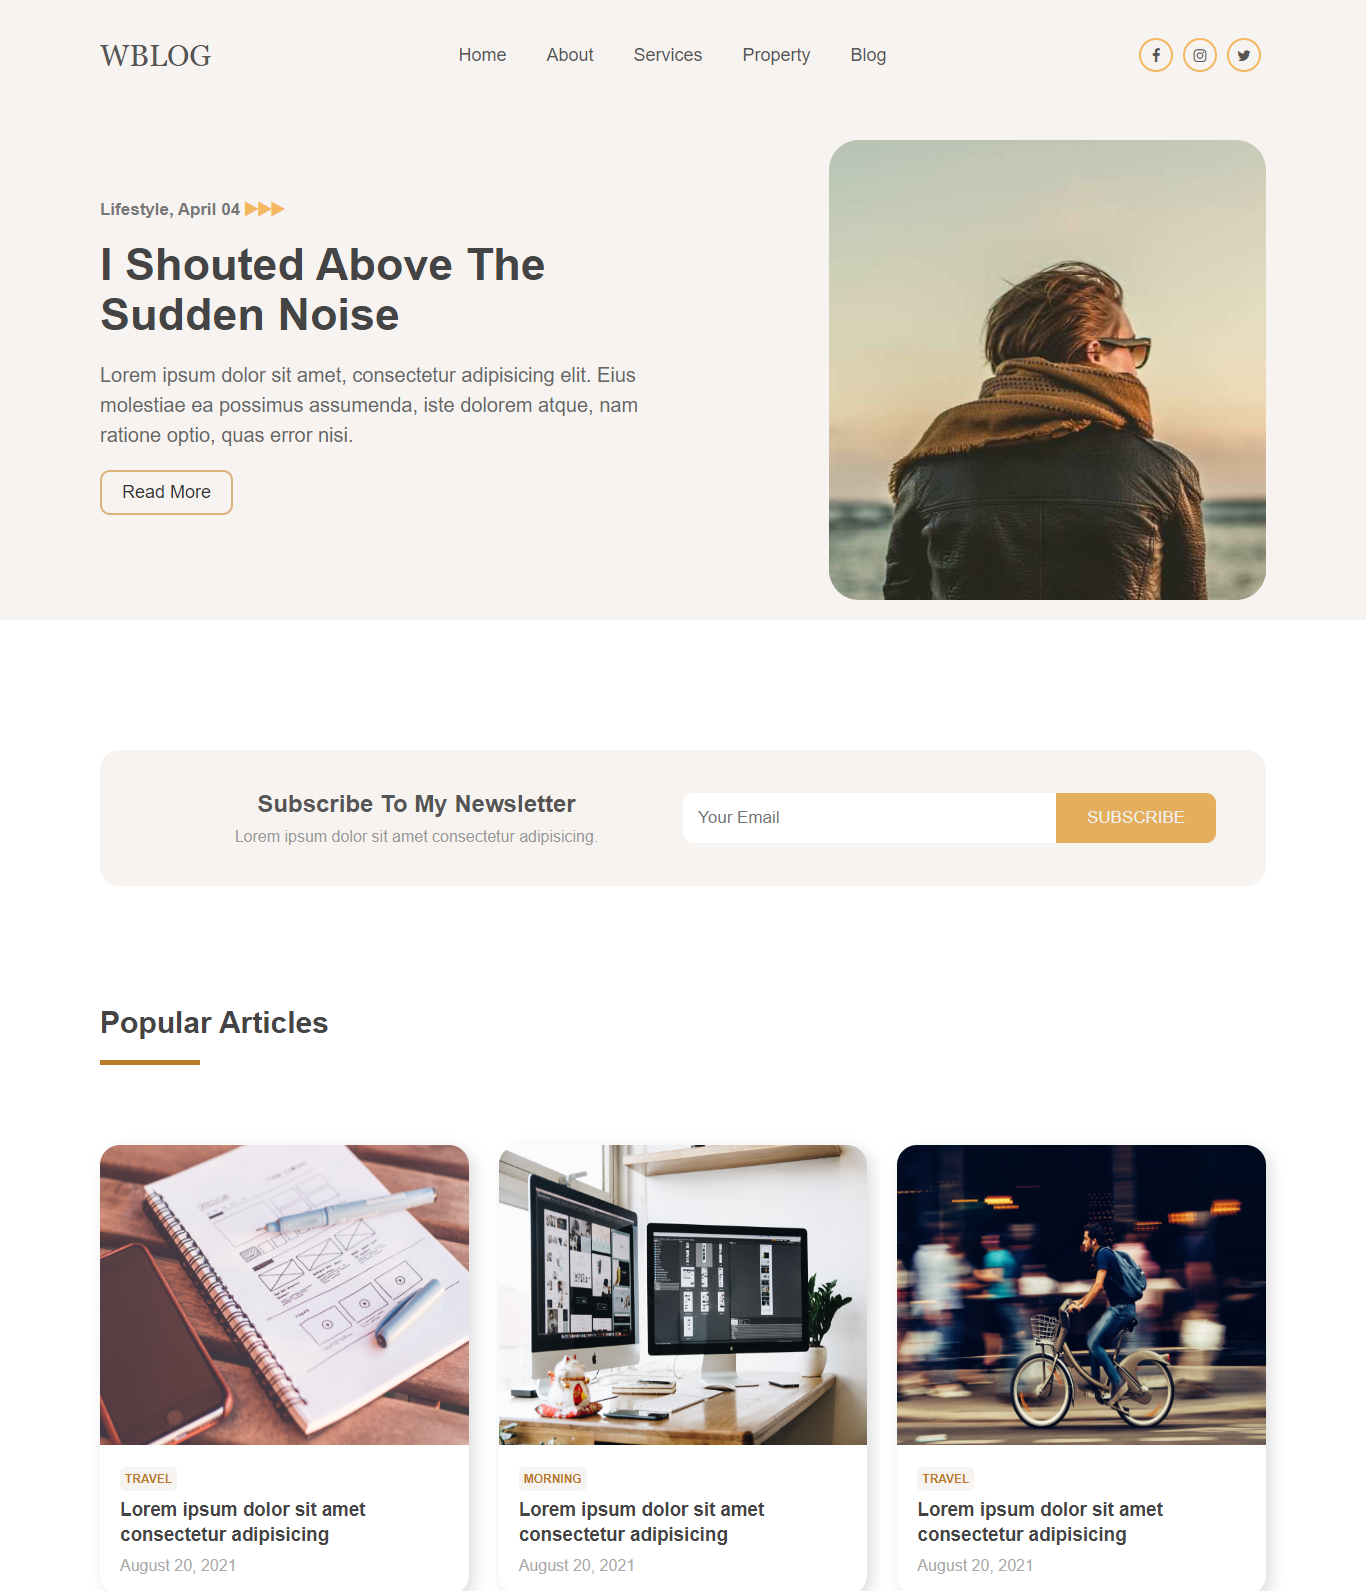 WBLOG
Home About Services Property Blog
Lifestyle, April 04
I Shouted Above The
Sudden Noise
Lorem ipsum dolor sit amet, consectetur adipisicing elit. Eius
molestiae ea possimus assumenda, iste dolorem atque, nam
ratione optio, quas error nisi.
Read More
Subscribe To My Newsletter
Lorem ipsum dolor sit amet consectetur adipisicing.
Your Email
SUBSCRIBE
Popular Articles
TRAVEL
Lorem ipsum dolor sit amet
consectetur adipisicing
August 20, 2021
MORNING
Lorem ipsum dolor sit amet
consectetur adipisicing
August 20, 2021
TRAVEL
Lorem ipsum dolor sit amet
consectetur adipisicing
August 20, 2021